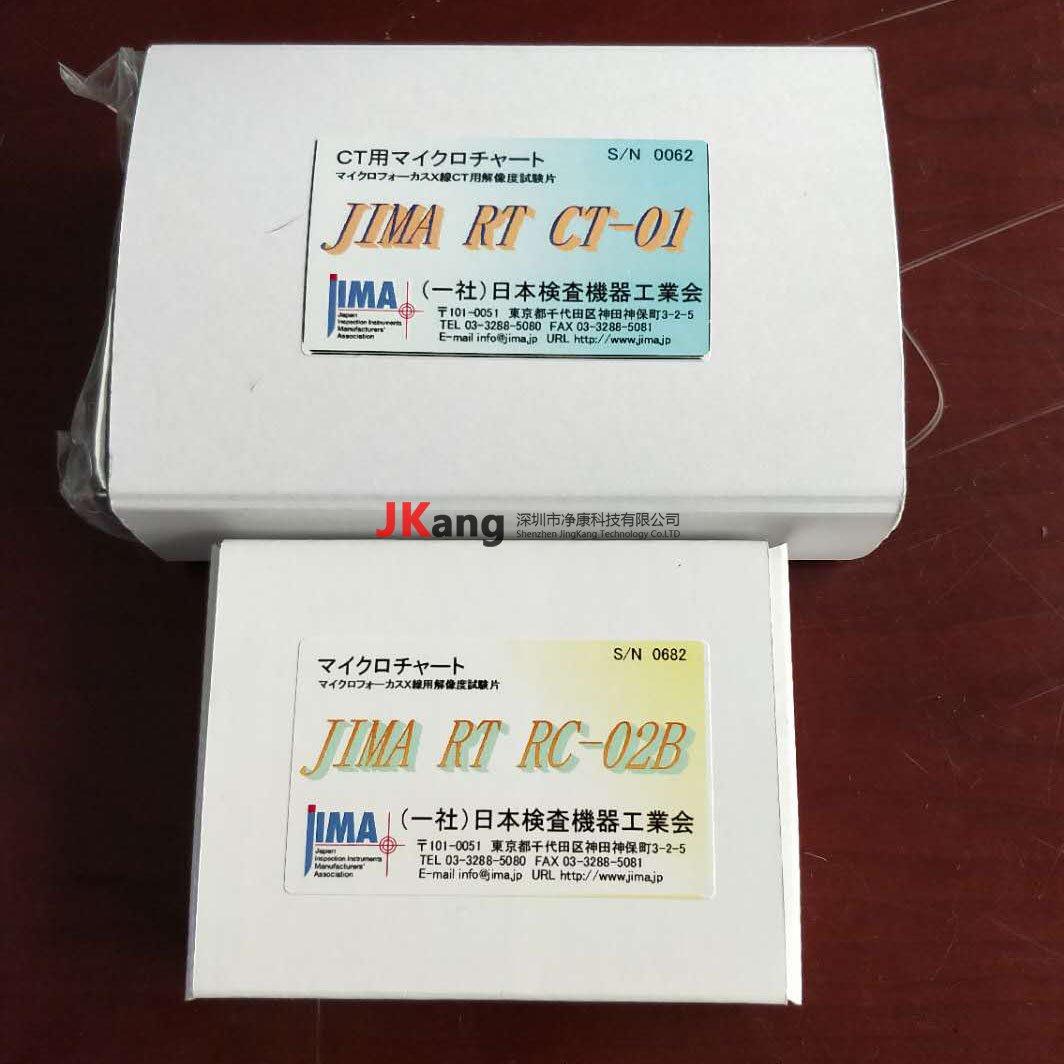 CT用マイクロチャート
S/N 0062
マイクロフォーカスX線CT用解像度試験片
JIMA RT CT-01
JIMA
Japan
Inspection Instruments
Manufacturers'
Association
(一社)日本検査機器工業会
〒101-0051 東京都千代田区神田神保町3-2-5
TEL 03-3288-5080 FAX 03-3288-5081
E-mail info@jima.jp URL http://www.jima.jp
JKang
深圳市净康科技有限公司
Shenzhen JingKang Technology Co.LTD
マイクロチャート
S/N 0682
マイクロフォーカスX線用解像度試験片
JIMA RT RC-02B
JIMA
Japan
Inspection Instruments
Manufacturers'
Association
(一社)日本検査機器工業会
〒101-0051 東京都千代田区神田神保町3-2-5
TEL 03-3288-5080 FAX 03-3288-5081
E-mail info@jima.jp URL http://www.jima.jp